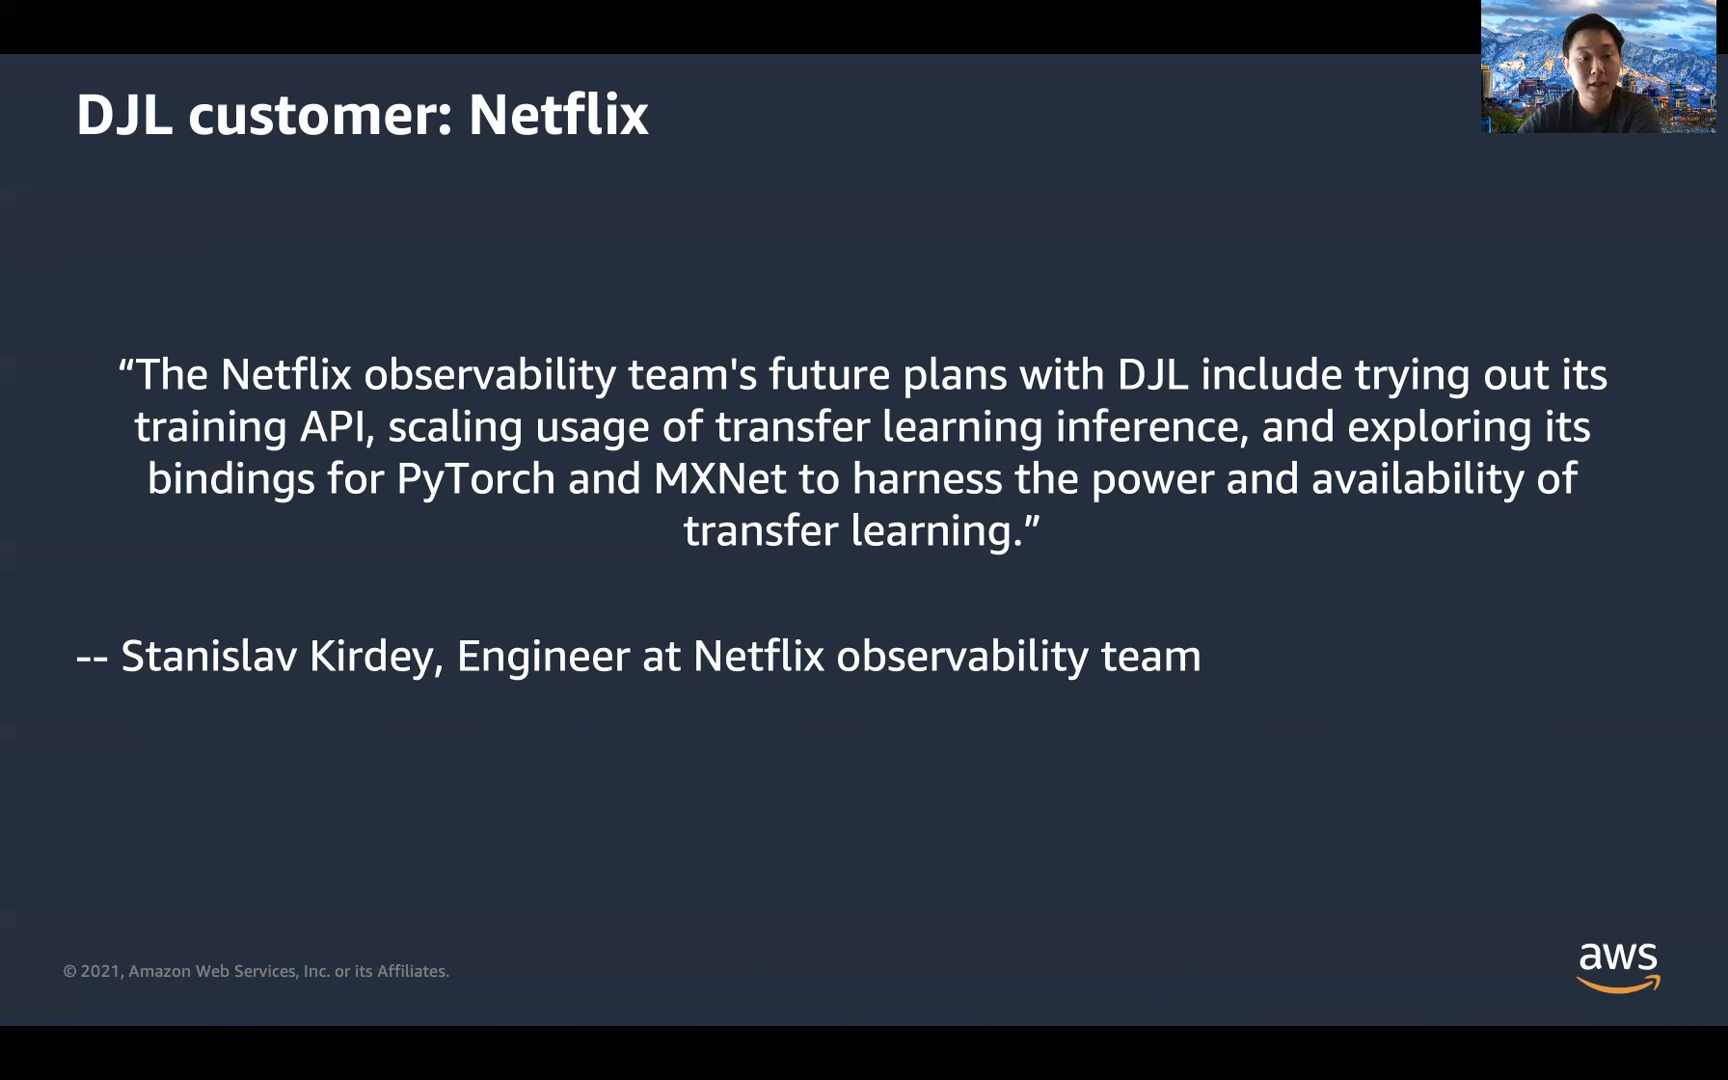 DJL customer: Netflix
“The Netflix observability team's future plans with DJL include trying out its
training API, scaling usage of transfer learning inference, and exploring its
bindings for PyTorch and MXNet to harness the power and availability of
transfer learning.”
-- Stanislav Kirdey, Engineer at Netflix observability team
© 2021, Amazon Web Services, Inc. or its Affiliates.
aws